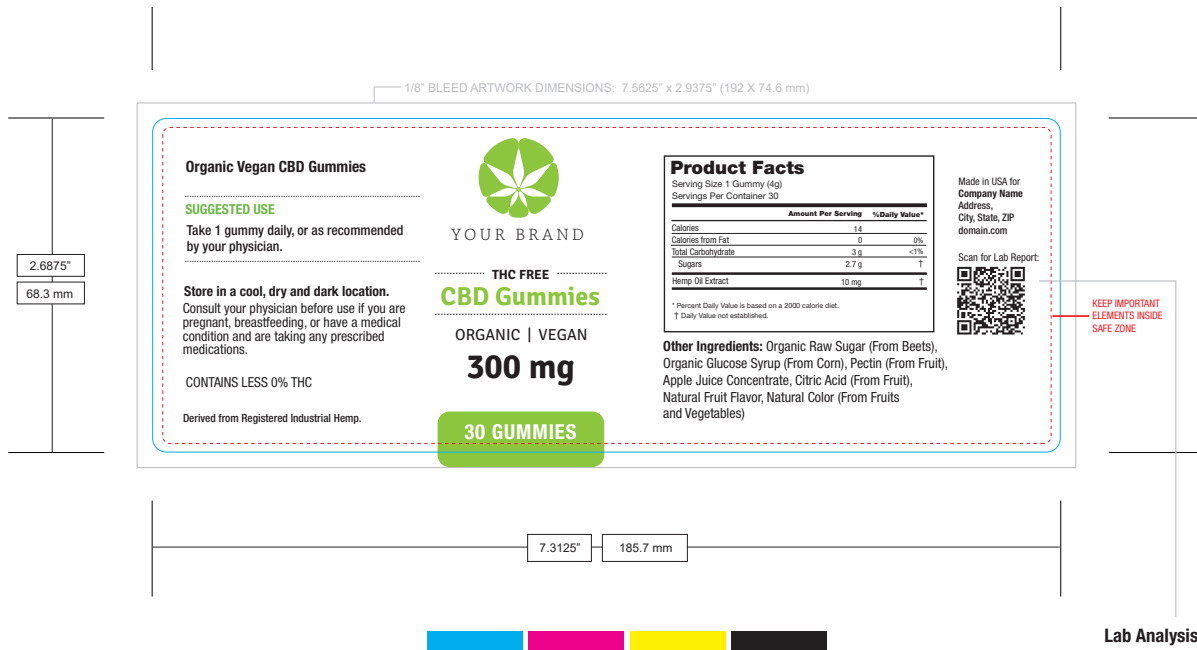 1/8" BLEED ARTWORK DIMENSIONS: 7.5625" x 2.9375" (192 X 74.6 mm)
2.6875"
68.3 mm
Organic Vegan CBD Gummies
SUGGESTED USE
Take 1 gummy daily, or as recommended
by your physician.
Store in a cool, dry and dark location.
Consult your physician before use if you are
pregnant, breastfeeding, or have a medical
condition and are taking any prescribed
medications.
CONTAINS LESS 0% THC
Derived from Registered Industrial Hemp.
YOUR BRAND
THC FREE
CBD Gummies
ORGANIC | VEGAN
300 mg
30 GUMMIES
Product Facts
Serving Size 1 Gummy (4g)
Servings Per Container 30
Amount Per Serving %Daily Value*
Calories 14
Calories from Fat 0 0%
Total Carbohydrate 3 g <1%
Sugars 2.7 g †
Hemp Oil Extract 10 mg †
* Percent Daily Value is based on a 2000 calorie diet.
† Daily Value not established.
Other Ingredients: Organic Raw Sugar (From Beets),
Organic Glucose Syrup (From Corn), Pectin (From Fruit),
Apple Juice Concentrate, Citric Acid (From Fruit),
Natural Fruit Flavor, Natural Color (From Fruits
and Vegetables)
Made in USA for
Company Name
Address,
City, State, ZIP
domain.com
Scan for Lab Report:
KEEP IMPORTANT
ELEMENTS INSIDE
SAFE ZONE
7.3125"
185.7 mm
Lab Analysis